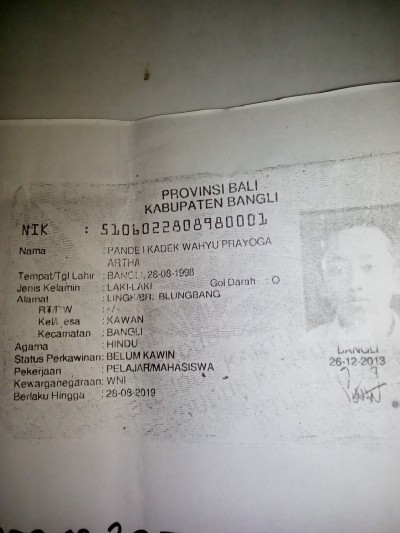 PROVINSI BALI
KABUPATEN BANGLI
NIK : 5106022808980001
Nama : PANDE I KADEK WAHYU PRAYOGA
ARTHA
Tempat/Tgl Lahir : BANGLI, 28-08-1998
Jenis Kelamin : LAKI-LAKI Gol Darah : O
Alamat : LINGK/BR. BLUNGBANG
RT/RW : -/-
Kel/Desa : KAWAN
Kecamatan : BANGLI
Agama : HINDU
Status Perkawinan: BELUM KAWIN
Pekerjaan : PELAJAR/MAHASISWA
Kewarganegaraan: WNI
Berlaku Hingga : 28-08-2019
BANGLI
26-12-2013